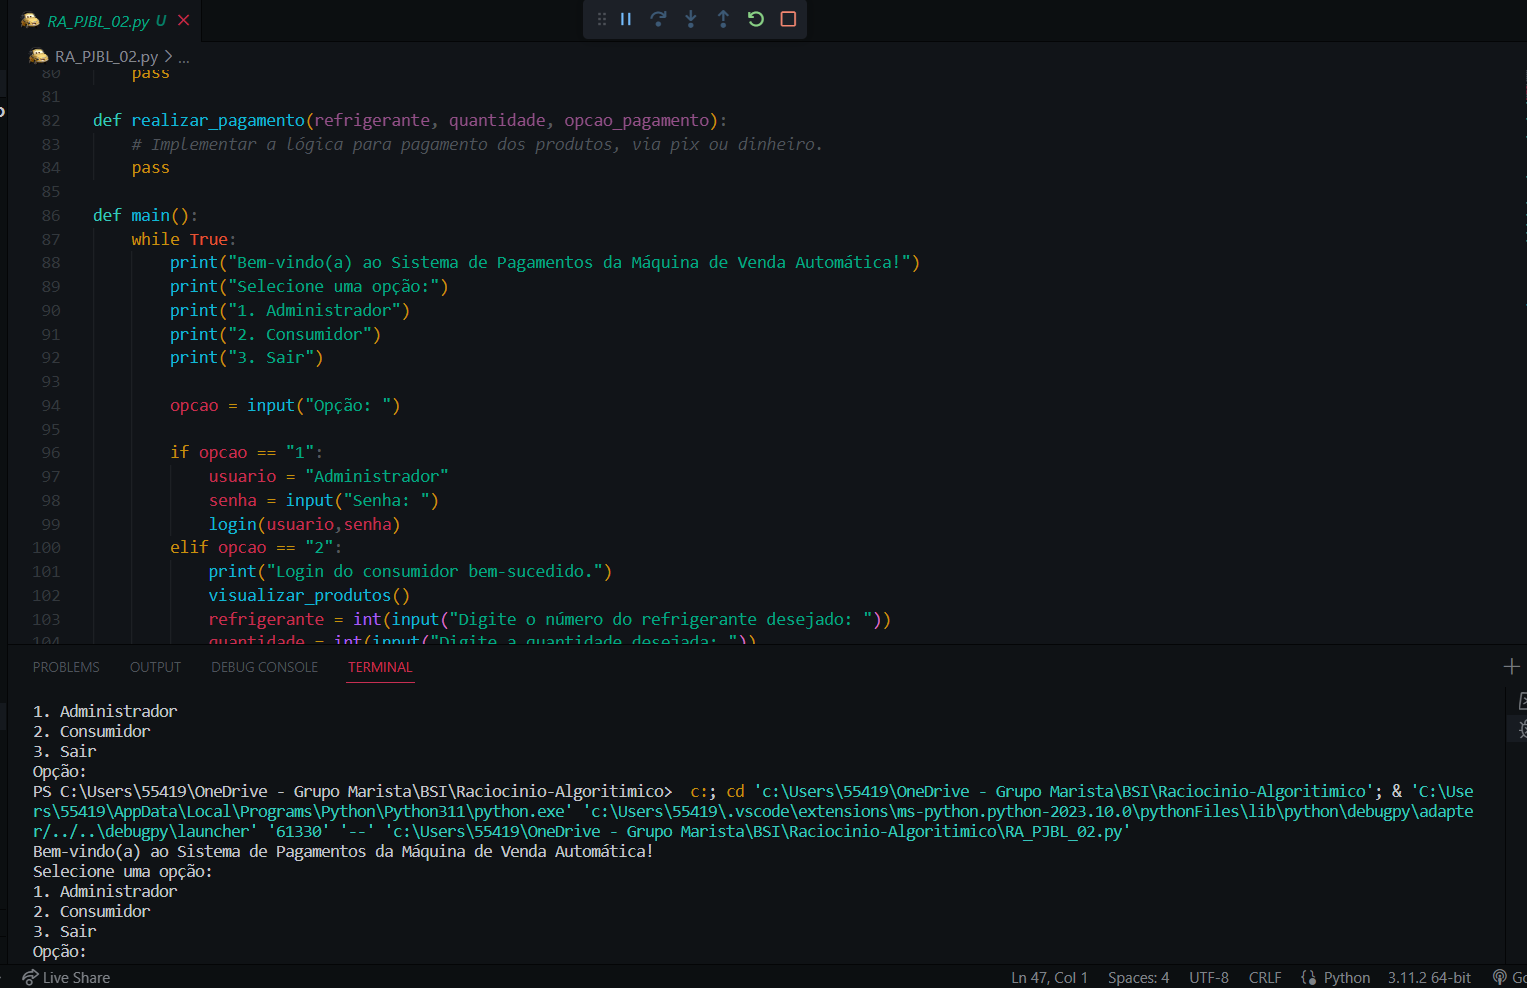 RA_PJBL_02.py U
RA_PJBL_02.py > ...
80 pass
81
82 def realizar_pagamento(refrigerante, quantidade, opcao_pagamento):
83 # Implementar a lógica para pagamento dos produtos, via pix ou dinheiro.
84 pass
85
86 def main():
87 while True:
88 print("Bem-vindo(a) ao Sistema de Pagamentos da Máquina de Venda Automática!")
89 print("Selecione uma opção:")
90 print("1. Administrador")
91 print("2. Consumidor")
92 print("3. Sair")
93
94 opcao = input("Opção: ")
95
96 if opcao == "1":
97 usuario = "Administrador"
98 senha = input("Senha: ")
99 login(usuario,senha)
100 elif opcao == "2":
101 print("Login do consumidor bem-sucedido.")
102 visualizar_produtos()
103 refrigerante = int(input("Digite o número do refrigerante desejado: "))
104 quantidade = int(input("Digite a quantidade desejada: "))
PROBLEMS OUTPUT DEBUG CONSOLE TERMINAL
1. Administrador
2. Consumidor
3. Sair
Opção:
PS C:\Users\55419\OneDrive - Grupo Marista\BSI\Raciocinio-Algoritimico>  c:; cd 'c:\Users\55419\OneDrive - Grupo Marista\BSI\Raciocinio-Algoritimico'; & 'C:\Use
rs\55419\AppData\Local\Programs\Python\Python311\python.exe' 'c:\Users\55419\.vscode\extensions\ms-python.python-2023.10.0\pythonFiles\lib\python\debugpy\adapte
r/../..\debugpy\launcher' '61330' '--' 'c:\Users\55419\OneDrive - Grupo Marista\BSI\Raciocinio-Algoritimico\RA_PJBL_02.py'
Bem-vindo(a) ao Sistema de Pagamentos da Máquina de Venda Automática!
Selecione uma opção:
1. Administrador
2. Consumidor
3. Sair
Opção:
Live Share Ln 47, Col 1 Spaces: 4 UTF-8 CRLF Python 3.11.2 64-bit Go